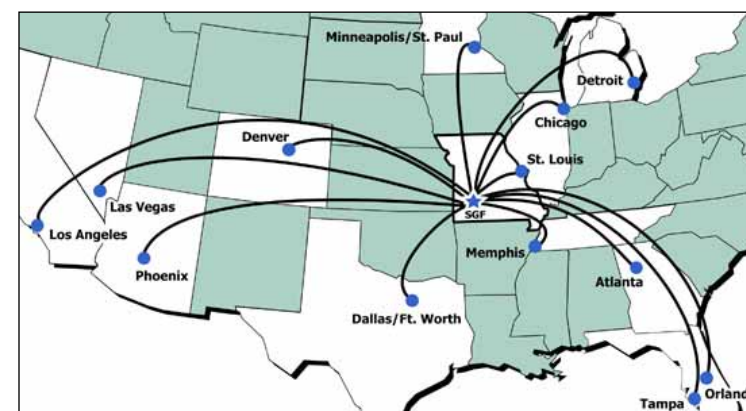 Minneapolis/St. Paul
Detroit
Chicago
Denver
St. Louis
Las Vegas
SGF
Los Angeles
Memphis
Phoenix
Atlanta
Dallas/Ft. Worth
Orland
Tampa